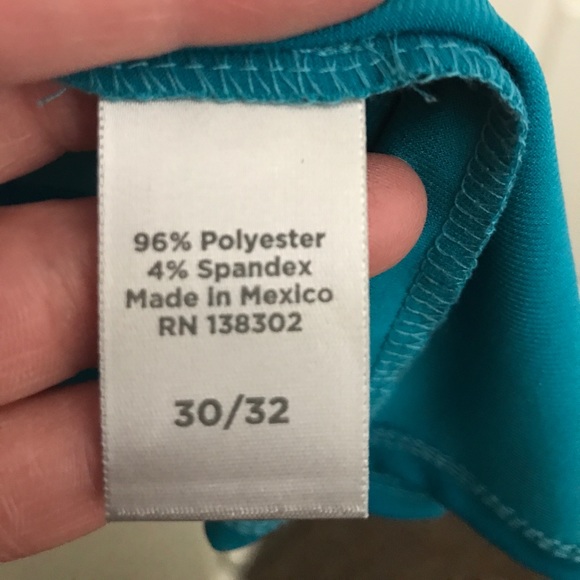 96% Polyester
4% Spandex
Made in Mexico
RN 138302
30/32